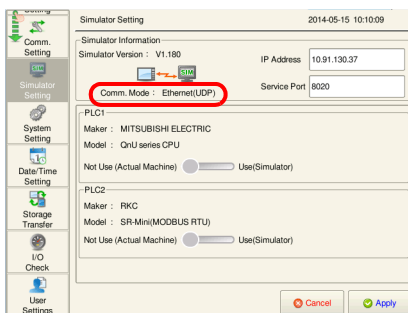 Setting
Simulator Setting
2014-05-15 10:10:09
Comm.
Setting
Simulator Information
Simulator Version : V1.180
SIM
Comm. Mode : Ethernet(UDP)
IP Address
10.91.130.37
Service Port
8020
SIM
Simulator
Setting
System
Setting
Date/Time
Setting
Storage
Transfer
I/O
Check
User
Settings
PLC1
Maker : MITSUBISHI ELECTRIC
Model : QnU series CPU
Not Use (Actual Machine)
Use(Simulator)
PLC2
Maker : RKC
Model : SR-Mini(MODBUS RTU)
Not Use (Actual Machine)
Use(Simulator)
Cancel
Apply